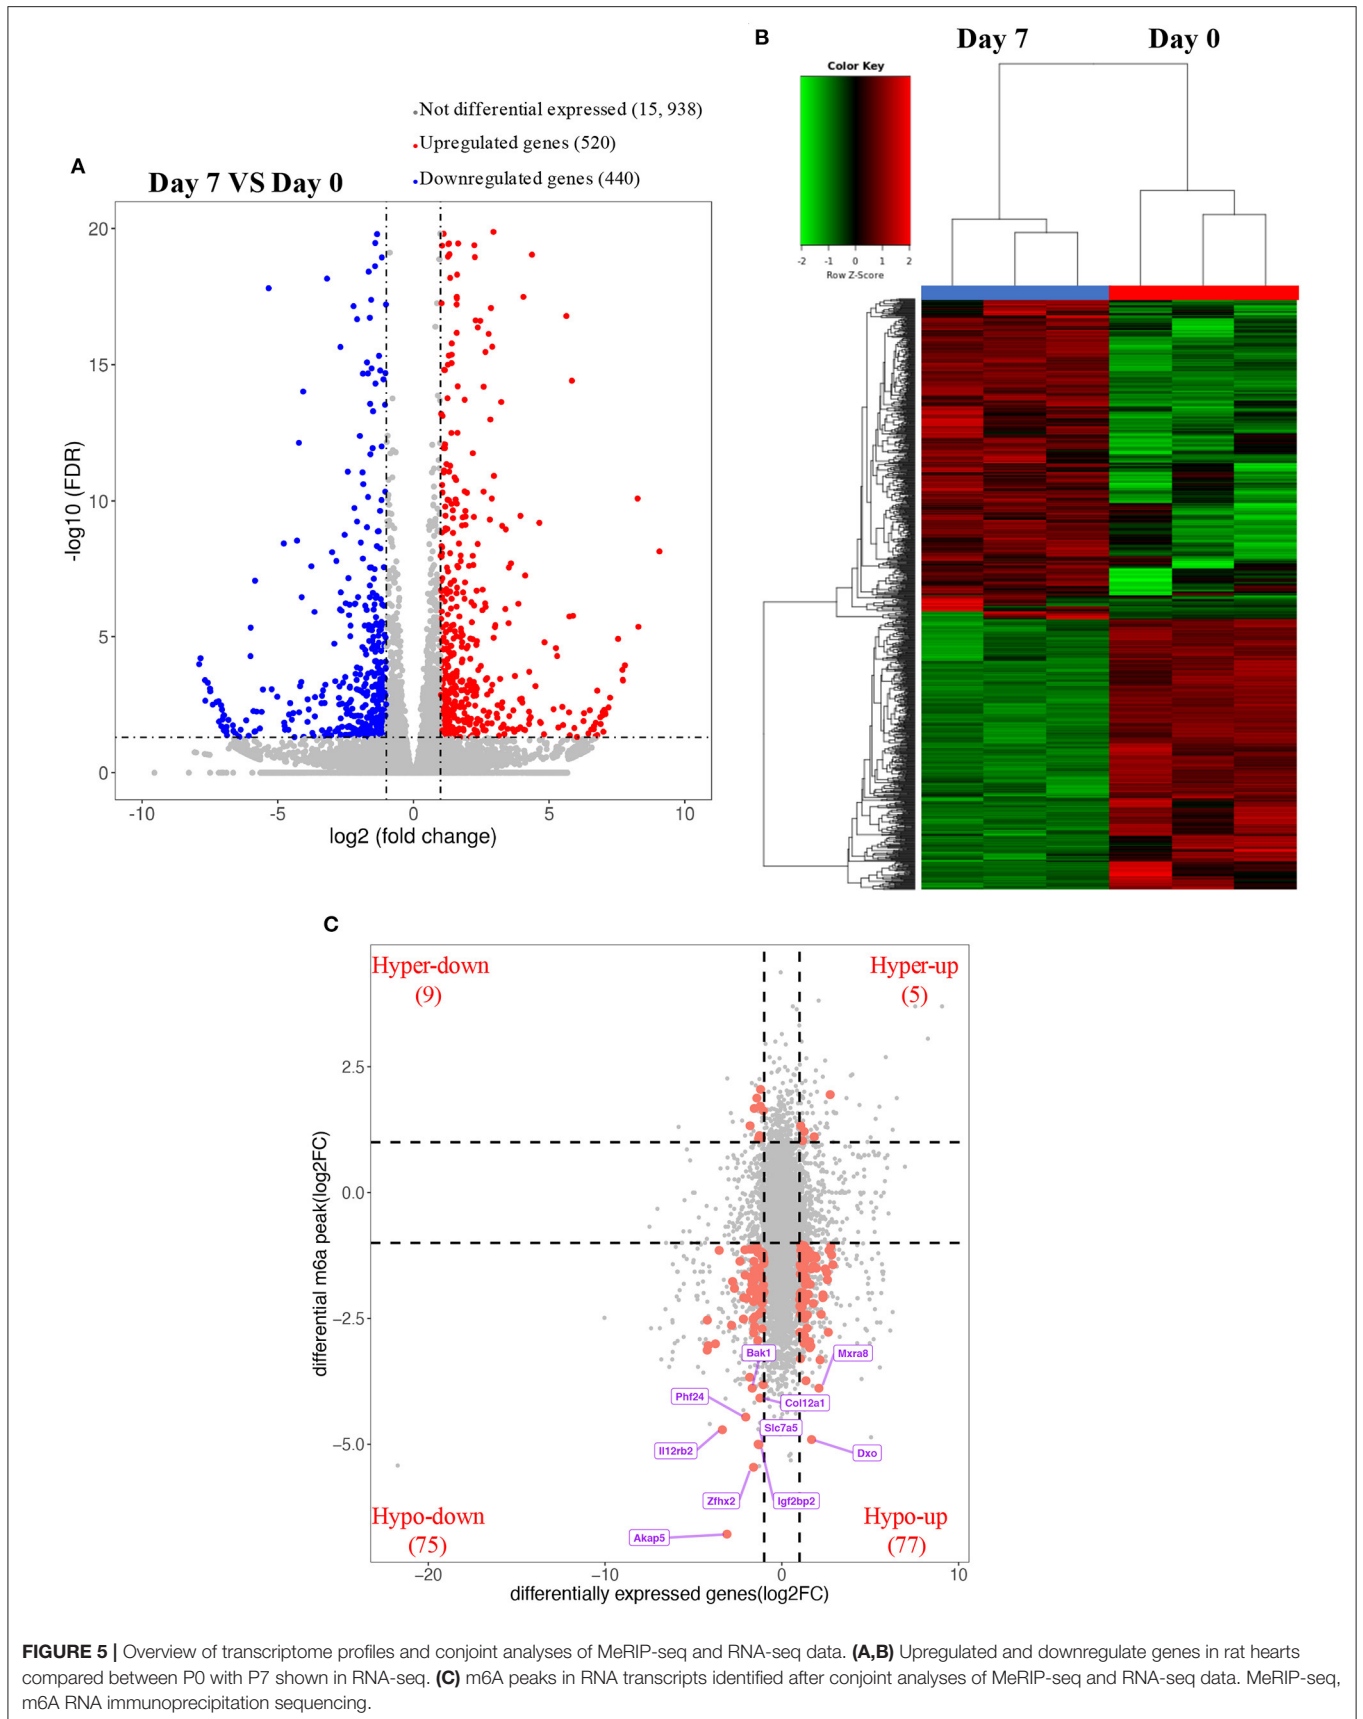 A
Day 7 VS Day 0
Not differential expressed (15, 938)
Upregulated genes (520)
Downregulated genes (440)
20
15
10
5
0
-log10 (FDR)
-10 -5 0 5 10
log2 (fold change)
B
Day 7 Day 0
Color Key
-2 -1 0 1 2
Row Z-Score
C
Hyper-down
(9)
Hyper-up
(5)
2.5
0.0
−2.5
−5.0
differential m6a peak(log2FC)
Bak1
Mxra8
Phf24
Col12a1
Slc7a5
Il12rb2
Dxo
Zfhx2
Igf2bp2
Akap5
Hypo-down
(75)
Hypo-up
(77)
−20 −10 0 10
differentially expressed genes(log2FC)
FIGURE 5 | Overview of transcriptome profiles and conjoint analyses of MeRIP-seq and RNA-seq data. (A,B) Upregulated and downregulate genes in rat hearts
compared between P0 with P7 shown in RNA-seq. (C) m6A peaks in RNA transcripts identified after conjoint analyses of MeRIP-seq and RNA-seq data. MeRIP-seq,
m6A RNA immunoprecipitation sequencing.